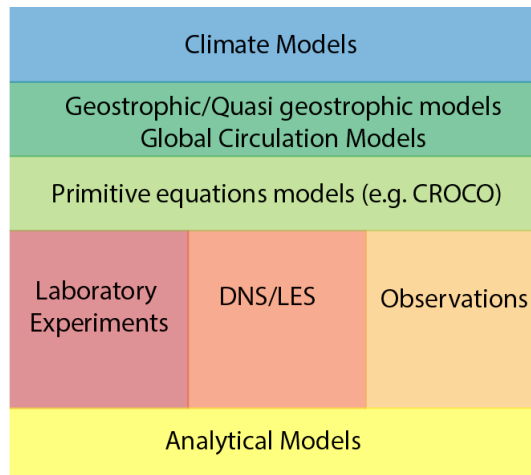 Climate Models
Geostrophic/Quasi geostrophic models
Global Circulation Models
Primitive equations models (e.g. CROCO)
Laboratory
Experiments
DNS/LES
Observations
Analytical Models